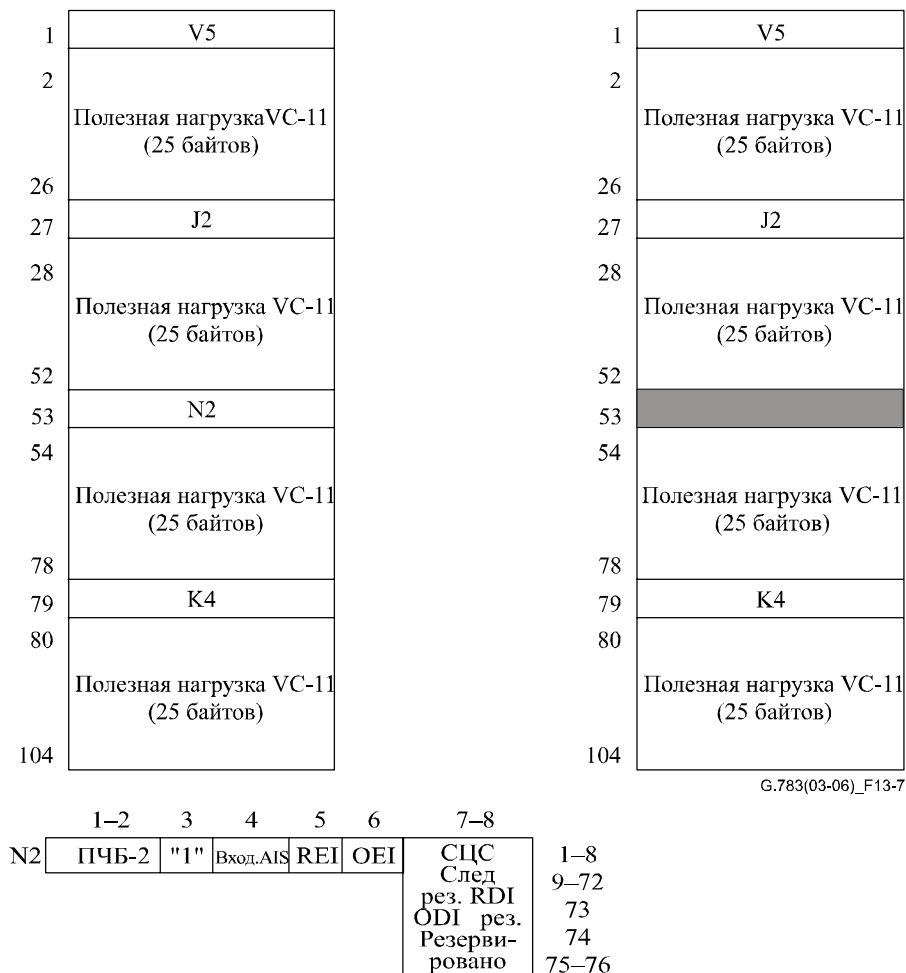 1 V5 1 V5
2 2
Полезная нагрузкаVC-11 Полезная нагрузка VC-11
(25 байтов) (25 байтов)
26 26
27 J2 27 J2
28 28
Полезная нагрузка VC-11 Полезная нагрузка VC-11
(25 байтов) (25 байтов)
52 52
53 N2 53
54 54
Полезная нагрузка VC-11 Полезная нагрузка VC-11
(25 байтов) (25 байтов)
78 78
79 K4 79 K4
80 80
Полезная нагрузка VC-11 Полезная нагрузка VC-11
(25 байтов) (25 байтов)
104 104
G.783(03-06)_F13-7
1–2 3 4 5 6 7–8
N2 ПЧБ-2 "1" Вход.AIS REI OEI СЦС 1–8
След 9–72
рез. RDI 73
ODI рез. 74
Резерви-
ровано 75–76